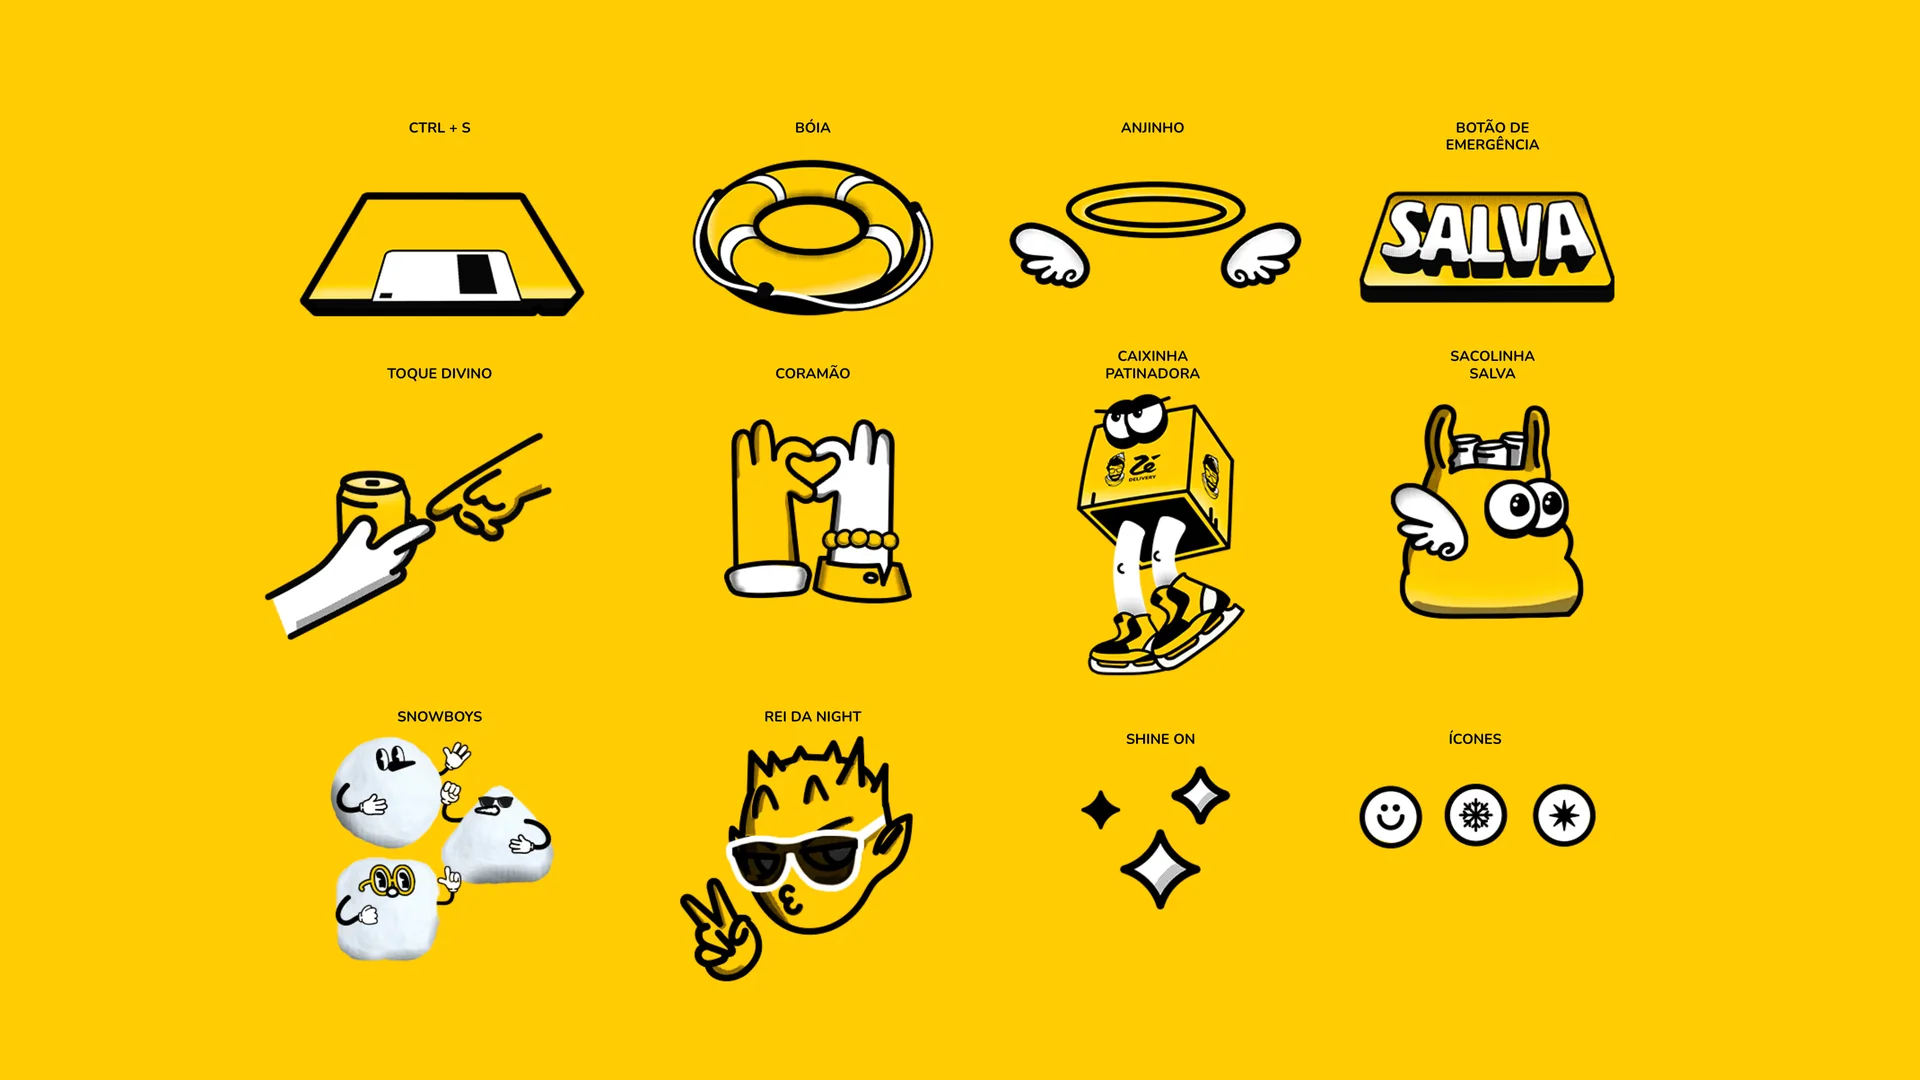 CTRL + S
BÓIA
ANJINHO
BOTÃO DE
EMERGÊNCIA
SALVA
TOQUE DIVINO
CORAMÃO
CAIXINHA
PATINADORA
SACOLINHA
SALVA
Zé
DELIVERY
SNOWBOYS
REI DA NIGHT
SHINE ON
ÍCONES